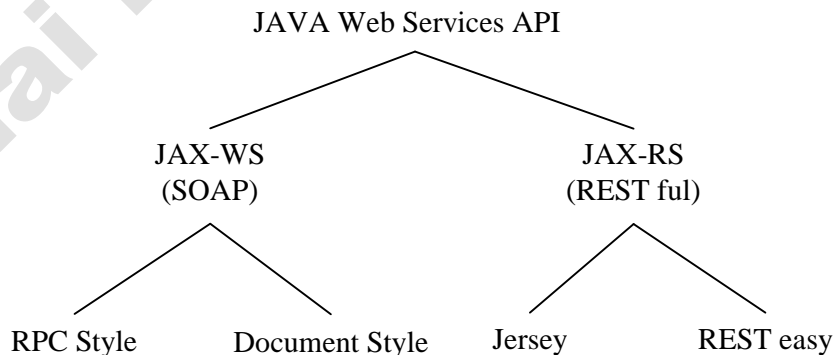 JAVA Web Services API
JAX-WS
(SOAP)
JAX-RS
(REST ful)
RPC Style
Document Style
Jersey
REST easy